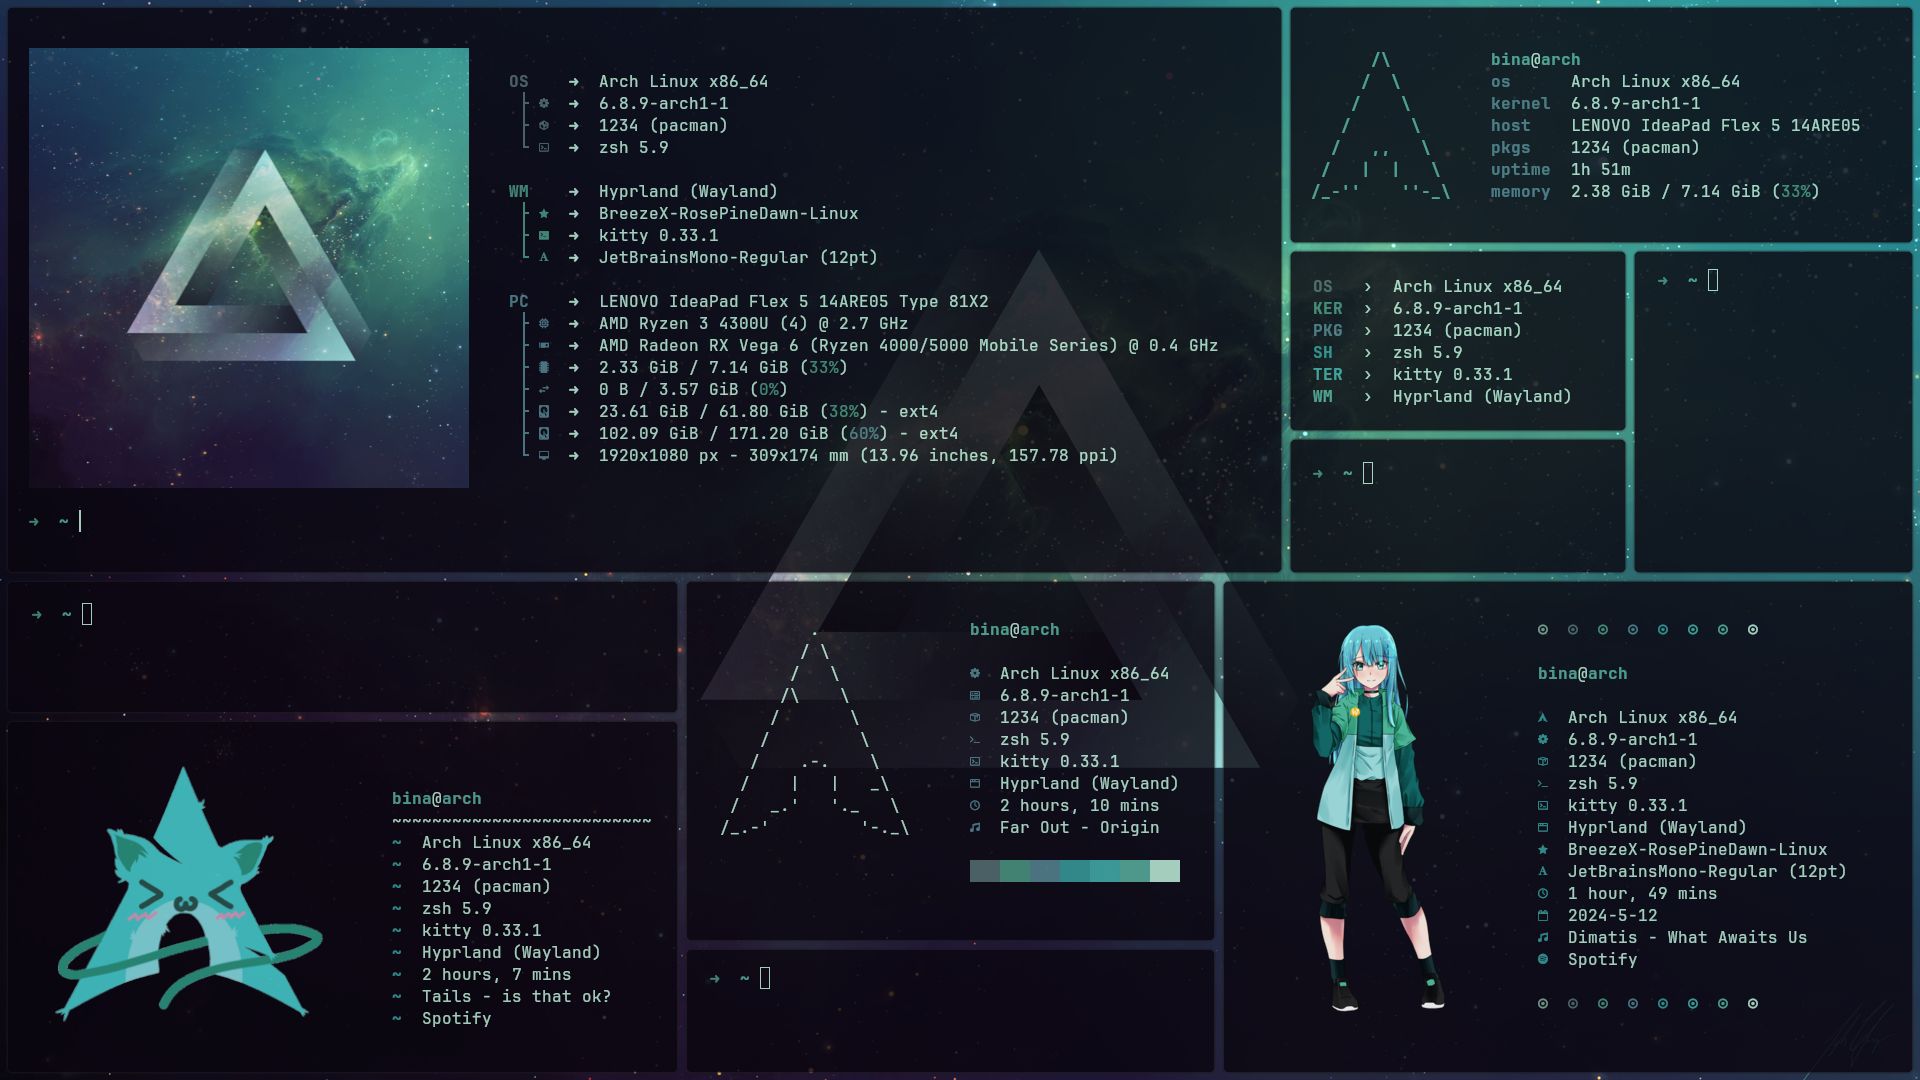 OS ➜ Arch Linux x86_64
➜ 6.8.9-arch1-1
➜ 1234 (pacman)
➜ zsh 5.9
WM ➜ Hyprland (Wayland)
➜ BreezeX-RosePineDawn-Linux
➜ kitty 0.33.1
➜ JetBrainsMono-Regular (12pt)
PC ➜ LENOVO IdeaPad Flex 5 14ARE05 Type 81X2
➜ AMD Ryzen 3 4300U (4) @ 2.7 GHz
➜ AMD Radeon RX Vega 6 (Ryzen 4000/5000 Mobile Series) @ 0.4 GHz
➜ 2.33 GiB / 7.14 GiB (33%)
➜ 0 B / 3.57 GiB (0%)
➜ 23.61 GiB / 61.80 GiB (38%) - ext4
➜ 102.09 GiB / 171.20 GiB (60%) - ext4
➜ 1920x1080 px - 309x174 mm (13.96 inches, 157.78 ppi)
➜ ~
bina@arch
os Arch Linux x86_64
kernel 6.8.9-arch1-1
host LENOVO IdeaPad Flex 5 14ARE05
pkgs 1234 (pacman)
uptime 1h 51m
memory 2.38 GiB / 7.14 GiB (33%)
OS › Arch Linux x86_64
KER › 6.8.9-arch1-1
PKG › 1234 (pacman)
SH › zsh 5.9
TER › kitty 0.33.1
WM › Hyprland (Wayland)
➜ ~
➜ ~
➜ ~
bina@arch
~~~~~~~~~~~~~~~~~~~~~~~~~~
~ Arch Linux x86_64
~ 6.8.9-arch1-1
~ 1234 (pacman)
~ zsh 5.9
~ kitty 0.33.1
~ Hyprland (Wayland)
~ 2 hours, 7 mins
~ Tails - is that ok?
~ Spotify
bina@arch
Arch Linux x86_64
6.8.9-arch1-1
1234 (pacman)
zsh 5.9
kitty 0.33.1
Hyprland (Wayland)
2 hours, 10 mins
Far Out - Origin
➜ ~
bina@arch
Arch Linux x86_64
6.8.9-arch1-1
1234 (pacman)
zsh 5.9
kitty 0.33.1
Hyprland (Wayland)
BreezeX-RosePineDawn-Linux
JetBrainsMono-Regular (12pt)
1 hour, 49 mins
2024-5-12
Dimatis - What Awaits Us
Spotify